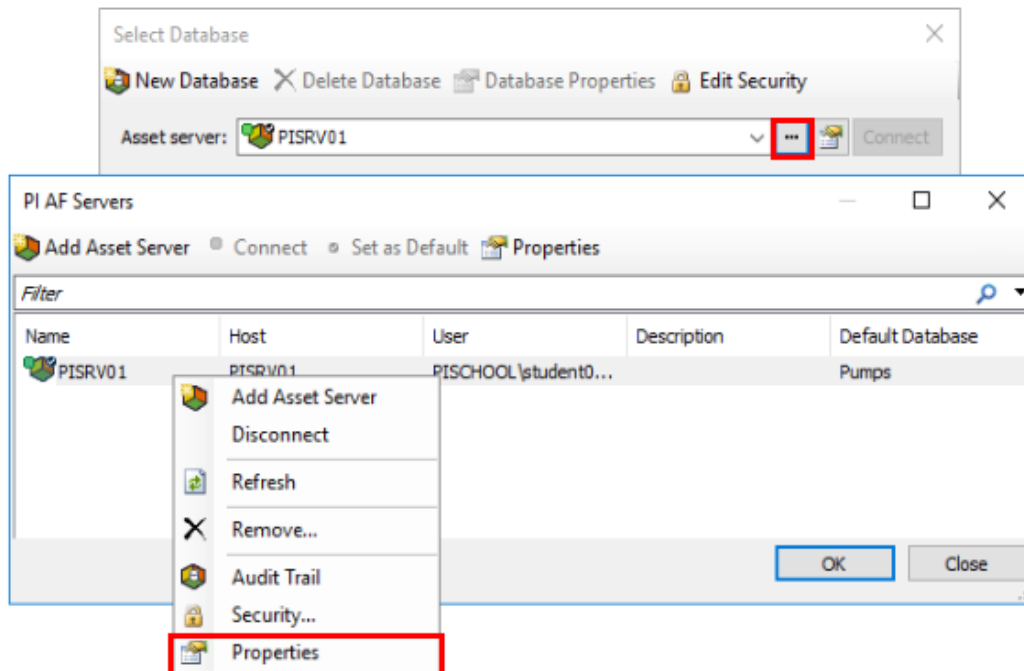 Select Database
New Database Delete Database Database Properties Edit Security
Asset server: PISRV01 ... Connect
PI AF Servers
Add Asset Server Connect Set as Default Properties
Filter
Name Host User Description Default Database
PISRV01 PISRV01 PISCHOOL\student0... Pumps
Add Asset Server
Disconnect
Refresh
Remove...
Audit Trail
Security...
Properties
OK Close